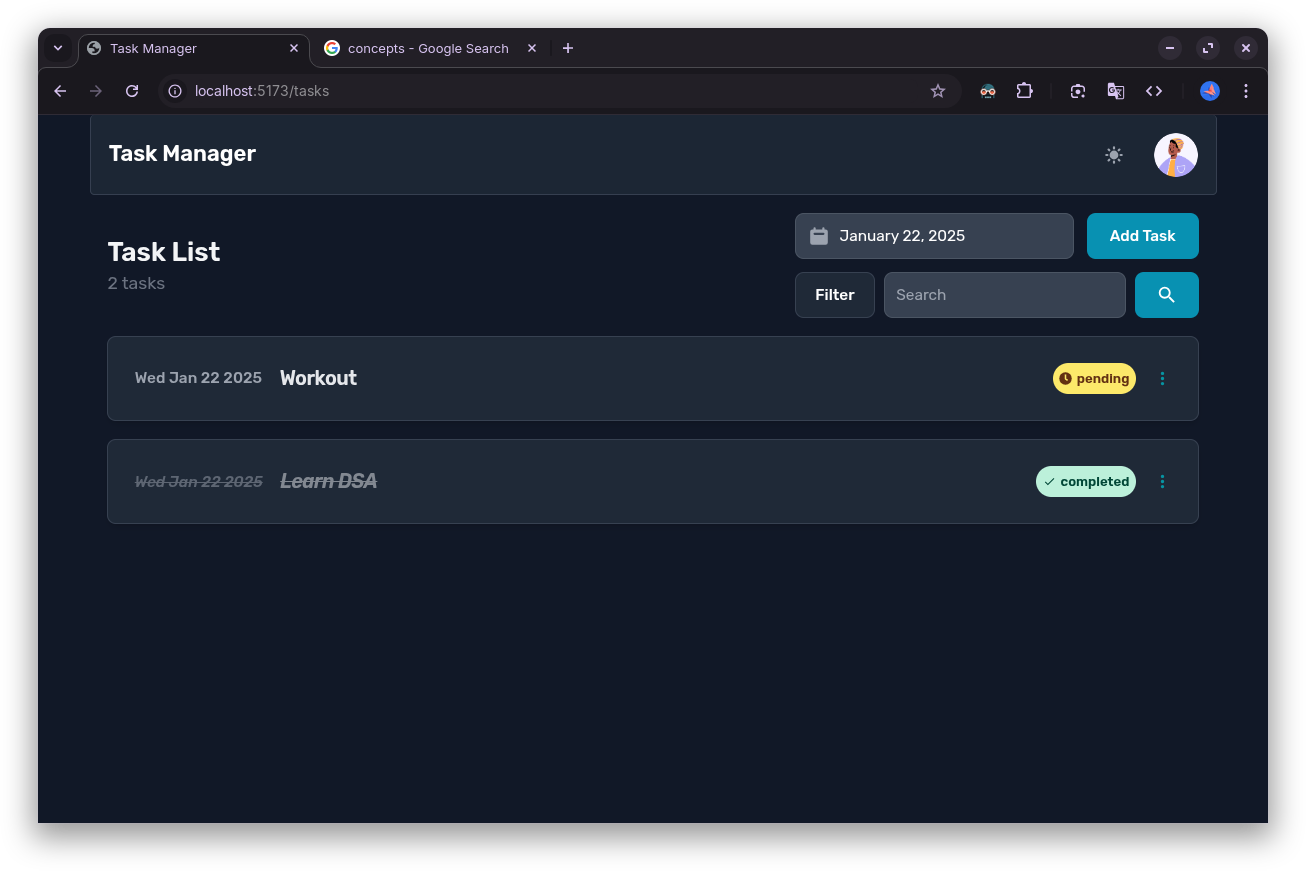 Task Manager
concepts - Google Search
localhost:5173/tasks
Task Manager
Task List
2 tasks
January 22, 2025
Add Task
Filter
Search
Wed Jan 22 2025 Workout
pending
Wed Jan 22 2025 Learn DSA
completed